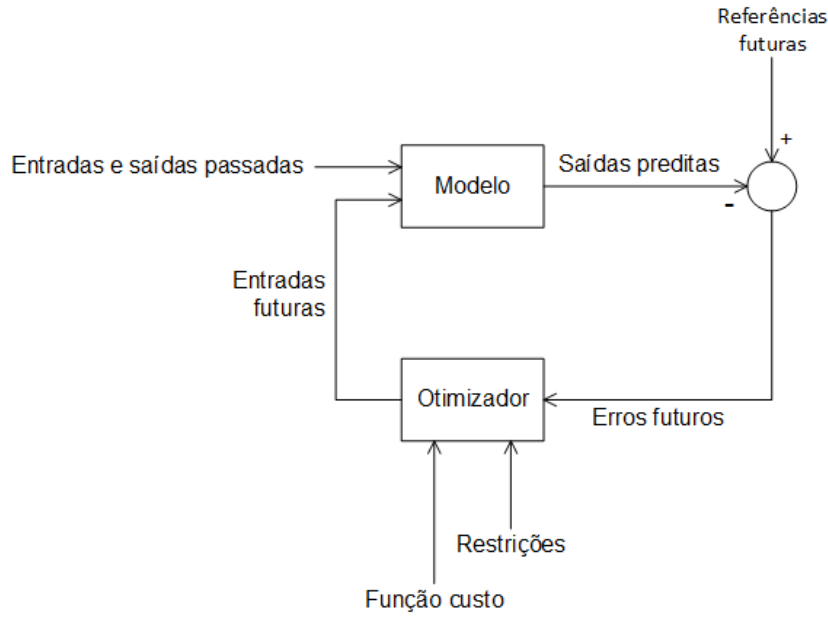 Referências
futuras
+
Entradas e saídas passadas
Modelo
Saídas preditas
-
Entradas
futuras
Otimizador
Erros futuros
Restrições
Função custo